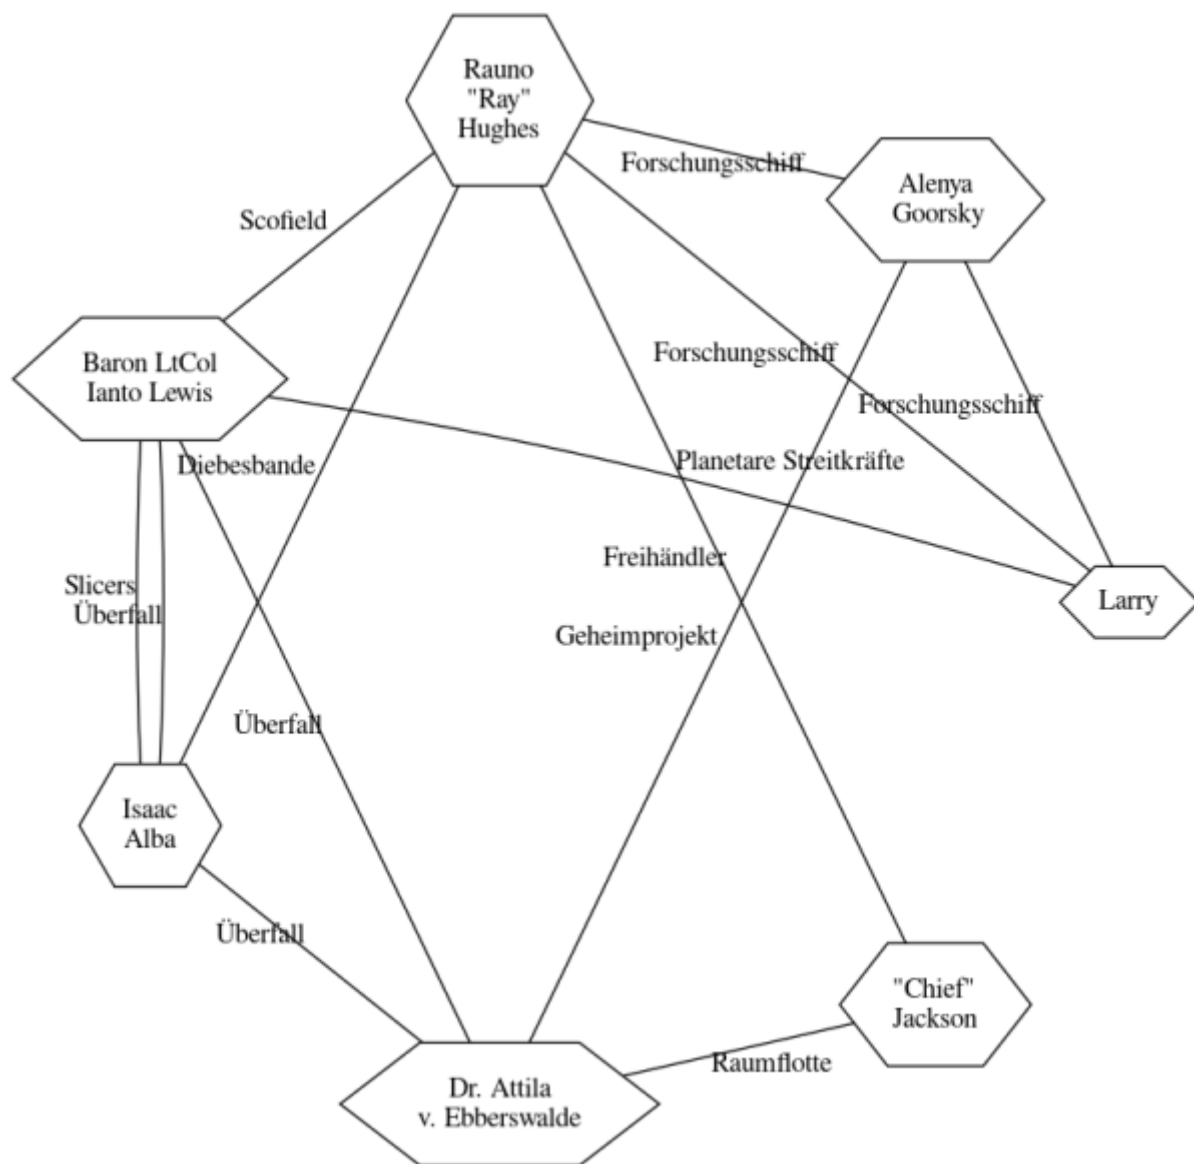 Rauno
"Ray"
Hughes
Forschungsschiff
Alenya
Goorsky
Scofield
Baron LtCol
Ianto Lewis
Forschungsschiff
Forschungsschiff
Diebesbande
Planetare Streitkräfte
Freihändler
Slicers
Überfall
Larry
Geheimprojekt
Überfall
Isaac
Alba
Überfall
"Chief"
Jackson
Raumflotte
Dr. Attila
v. Ebberswalde